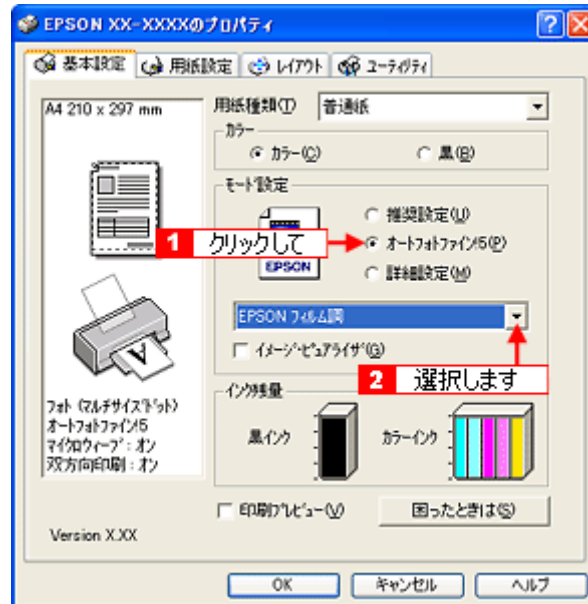 EPSON XX-XXXXのプロパティ
基本設定 用紙設定 レイアウト ユーティリティ
A4 210 x 297 mm
用紙種類(T) 普通紙
カラー
カラー(C) 黒(B)
モード設定
推奨設定(U)
1 クリックして オートフォトファイン!5(P)
EPSON
詳細設定(M)
EPSON フィルム調
イメージ・ピュアライザ(G)
2 選択します
インク残量
黒インク カラーインク
フォト (マルチサイズドット)
オートフォトファイン!5
マイクロウィーブ : オン
双方向印刷 : オン
印刷プレビュー(V) 困ったときは(S)
Version X.XX
OK キャンセル ヘルプ